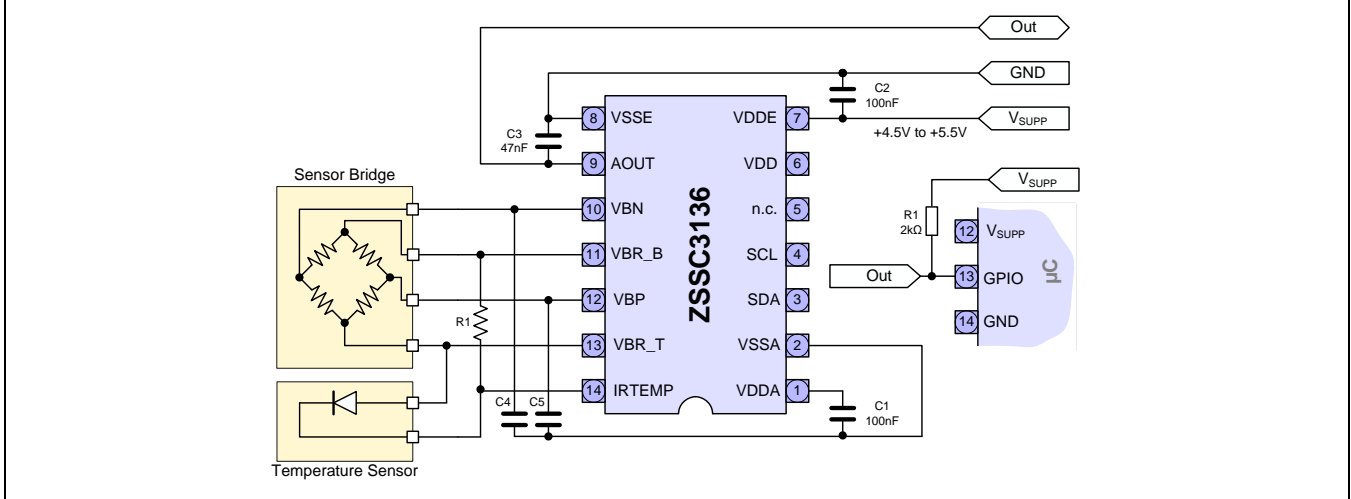 Out
GND
C2
100nF
V_SUPP
+4.5V to +5.5V
8 VSSE
VDDE 7
C3
47nF
9 AOUT
VDD 6
Sensor Bridge
V_SUPP
10 VBN
n.c. 5
R1
2kΩ
12 V_SUPP
11 VBR_B
SCL 4
ZSSC3136
Out
13 GPIO
µC
12 VBP
SDA 3
R1
14 GND
13 VBR_T
VSSA 2
14 IRTEMP
VDDA 1
C4
C5
C1
100nF
Temperature Sensor